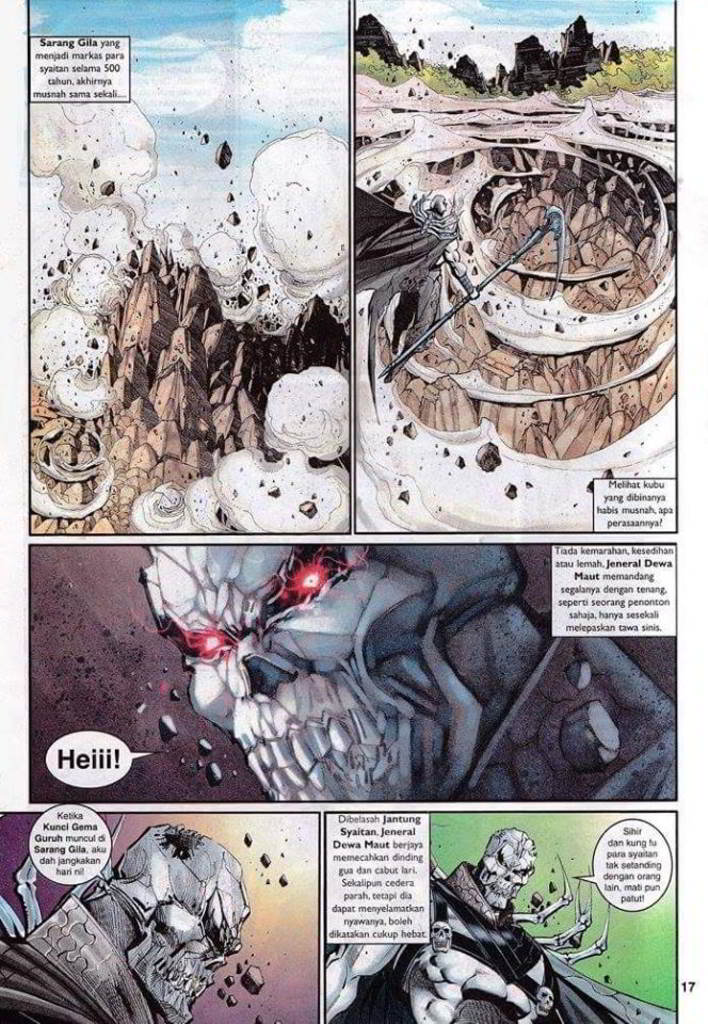 Sarang Gila yang
menjadi markas para
syaitan selama 500
tahun, akhirnya
musnah sama sekali....
Melihat kubu
yang dibinanya
habis musnah, apa
perasaannya?
Tiada kemarahan, kesedihan
atau lemah, Jeneral Dewa
Maut memandang
segalanya dengan tenang,
seperti seorang penonton
sahaja, hanya sesekali
melepaskan tawa sinis.
Heiii!
Ketika
Kunci Gema
Guruh muncul di
Sarang Gila, aku
dah jangkakan
hari ni!
Dibelasah Jantung
Syaitan, Jeneral
Dewa Maut berjaya
memecahkan dinding
gua dan cabut lari.
Sekalipun cedera
parah, tetapi dia
dapat menyelamatkan
nyawanya, boleh
dikatakan cukup hebat.
Sihir
dan kung fu
para syaitan
tak setanding
dengan orang
lain, mati pun
patut!
17